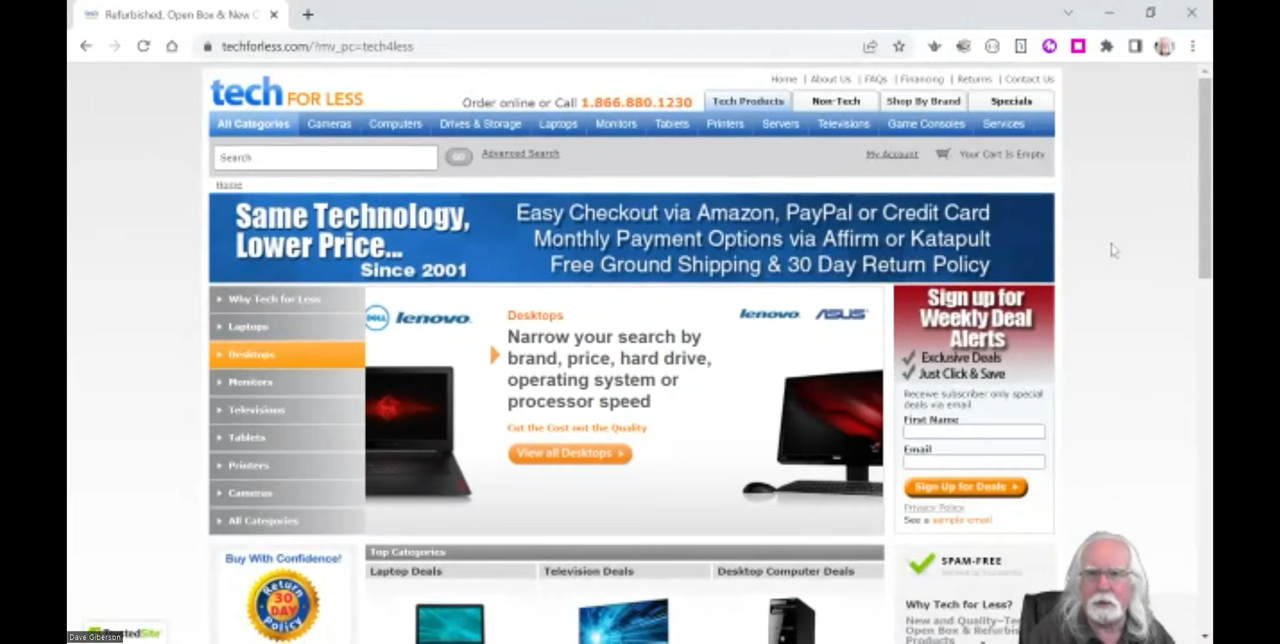 Refurbished, Open Box & New C
techforless.com/?mv_pc=tech4less
Home | About Us | FAQs | Financing | Returns | Contact Us
tech FOR LESS
Order online or Call 1.866.880.1230
Tech Products
Non-Tech
Shop By Brand
Specials
All Categories
Cameras
Computers
Drives & Storage
Laptops
Monitors
Tablets
Printers
Servers
Televisions
Game Consoles
Services
Search
GO
Advanced Search
My Account
Your Cart Is Empty
Home
Same Technology,
Lower Price...
Since 2001
Easy Checkout via Amazon, PayPal or Credit Card
Monthly Payment Options via Affirm or Katapult
Free Ground Shipping & 30 Day Return Policy
Why Tech for Less
Laptops
Desktops
Monitors
Televisions
Tablets
Printers
Cameras
All Categories
DELL
lenovo
Desktops
Narrow your search by
brand, price, hard drive,
operating system or
processor speed
Cut the Cost not the Quality
View all Desktops
lenovo
ASUS
Sign up for
Weekly Deal
Alerts
Exclusive Deals
Just Click & Save
Receive subscriber only special
deals via email
First Name
Email
Sign Up for Deals
Privacy Policy
See a sample email
Buy With Confidence!
Return
30
DAY
Policy
Top Categories
Laptop Deals
Television Deals
Desktop Computer Deals
SPAM-FREE
Why Tech for Less?
New and Quality-Te
Open Box & Refurbis
Products
TrustedSite
Dave Giberson